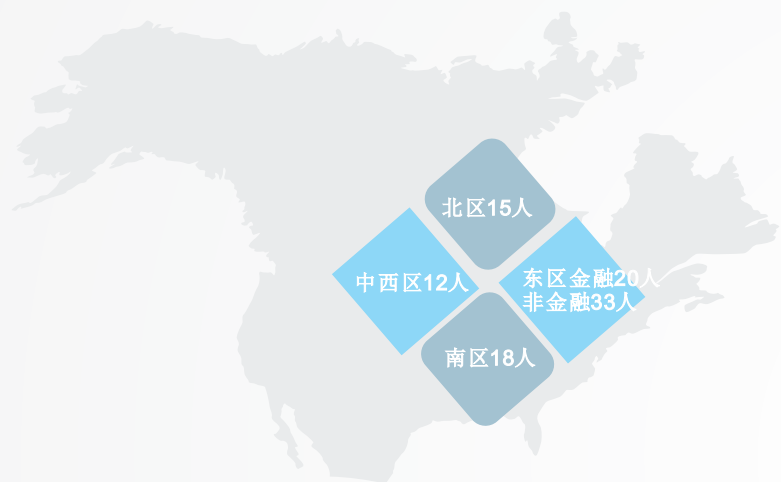 北区15人
中西区12人
东区金融20人
非金融33人
南区18人